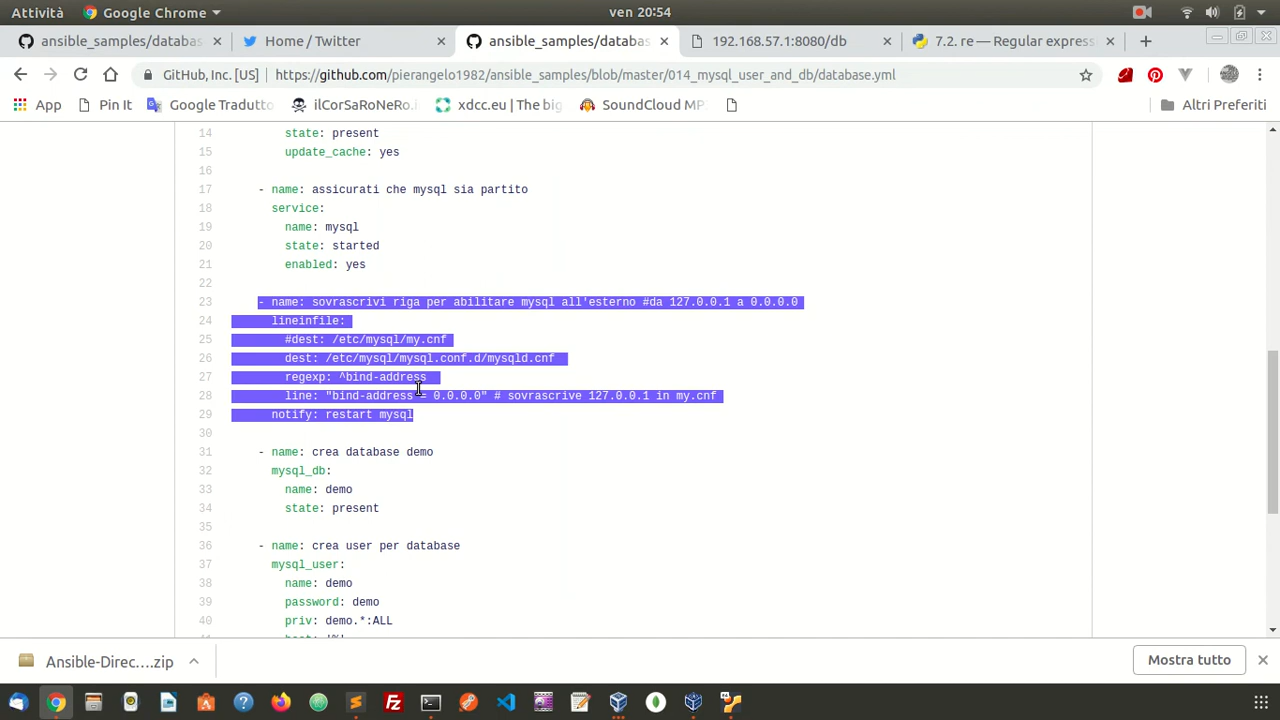 Attività
Google Chrome
ven 20:54
ansible_samples/databas
Home / Twitter
ansible_samples/databas
192.168.57.1:8080/db
7.2. re — Regular express
GitHub, Inc. [US]
https://github.com/pierangelo1982/ansible_samples/blob/master/014_mysql_user_and_db/database.yml
App
Pin It
Google Tradutto
ilCorSaRoNeRo.i
xdcc.eu | The big
SoundCloud MP
Altri Preferiti
14 state: present
15 update_cache: yes
16
17 - name: assicurati che mysql sia partito
18 service:
19 name: mysql
20 state: started
21 enabled: yes
22
23 - name: sovrascrivi riga per abilitare mysql all'esterno #da 127.0.0.1 a 0.0.0.0
24 lineinfile:
25 #dest: /etc/mysql/my.cnf
26 dest: /etc/mysql/mysql.conf.d/mysqld.cnf
27 regexp: ^bind-address
28 line: "bind-address = 0.0.0.0" # sovrascrive 127.0.0.1 in my.cnf
29 notify: restart mysql
30
31 - name: crea database demo
32 mysql_db:
33 name: demo
34 state: present
35
36 - name: crea user per database
37 mysql_user:
38 name: demo
39 password: demo
40 priv: demo.*:ALL
Ansible-Direc....zip
Mostra tutto